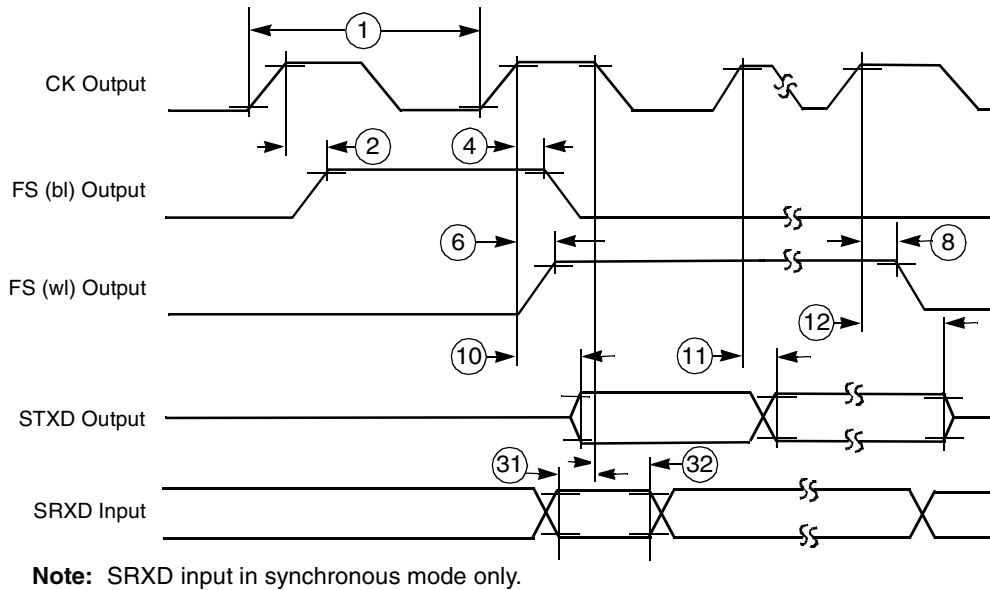 1
CK Output
2
4
FS (bl) Output
6
8
FS (wl) Output
12
10
11
STXD Output
31
32
SRXD Input
Note: SRXD input in synchronous mode only.